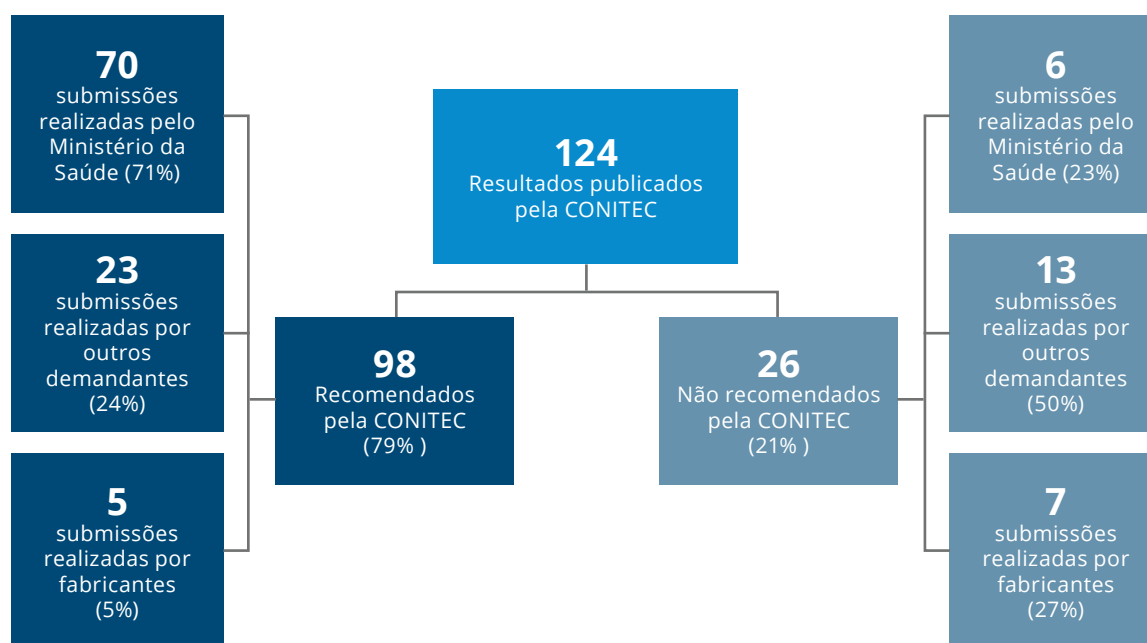 70
submissões
realizadas pelo
Ministério da
Saúde (71%)
23
submissões
realizadas por
outros
demandantes
(24%)
5
submissões
realizadas por
fabricantes
(5%)
124
Resultados publicados
pela CONITEC
98
Recomendados
pela CONITEC
(79% )
26
Não recomendados
pela CONITEC
(21% )
6
submissões
realizadas pelo
Ministério da
Saúde (23%)
13
submissões
realizadas por
outros
demandantes
(50%)
7
submissões
realizadas por
fabricantes
(27%)